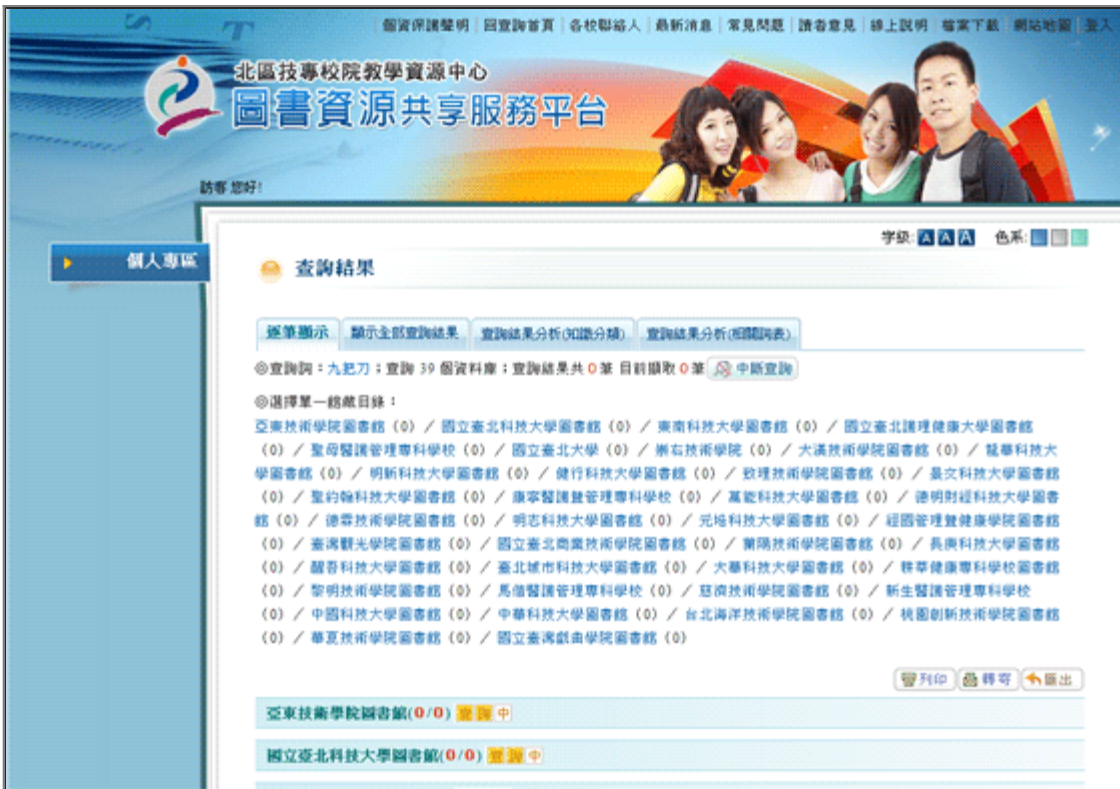 個資保護聲明 | 回查詢首頁 | 各校聯絡人 | 最新消息 | 常見問題 | 讀者意見 | 線上說明 | 檔案下載 | 網站地圖 | 登入
北區技專校院教學資源中心
圖書資源共享服務平台
訪客 您好!
字級: A A A 色系:
個人專區
查詢結果
逐筆顯示 顯示全部查詢結果 查詢結果分析(知識分類) 查詢結果分析(相關詞表)
◎查詢詞：九把刀；查詢 39 個資料庫；查詢結果共 0 筆 目前擷取 0 筆 中斷查詢
◎選擇單一館藏目錄：
亞東技術學院圖書館 (0) / 國立臺北科技大學圖書館 (0) / 東南科技大學圖書館 (0) / 國立臺北護理健康大學圖書館
(0) / 聖母醫護管理專科學校 (0) / 國立臺北大學 (0) / 崇右技術學院 (0) / 大漢技術學院圖書館 (0) / 龍華科技大
學圖書館 (0) / 明新科技大學圖書館 (0) / 健行科技大學圖書館 (0) / 致理技術學院圖書館 (0) / 景文科技大學圖書館
(0) / 聖約翰科技大學圖書館 (0) / 康寧醫護暨管理專科學校 (0) / 萬能科技大學圖書館 (0) / 德明財經科技大學圖書
館 (0) / 德霖技術學院圖書館 (0) / 明志科技大學圖書館 (0) / 元培科技大學圖書館 (0) / 經國管理暨健康學院圖書館
(0) / 臺灣觀光學院圖書館 (0) / 國立臺北商業技術學院圖書館 (0) / 蘭陽技術學院圖書館 (0) / 長庚科技大學圖書館
(0) / 醒吾科技大學圖書館 (0) / 臺北城市科技大學圖書館 (0) / 大華科技大學圖書館 (0) / 耕莘健康專科學校圖書館
(0) / 黎明技術學院圖書館 (0) / 馬偕醫護管理專科學校 (0) / 慈濟技術學院圖書館 (0) / 新生醫護管理專科學校
(0) / 中國科技大學圖書館 (0) / 中華科技大學圖書館 (0) / 台北海洋技術學院圖書館 (0) / 桃園創新技術學院圖書館
(0) / 華夏技術學院圖書館 (0) / 國立臺灣戲曲學院圖書館 (0)
列印 轉寄 匯出
亞東技術學院圖書館(0/0) 查詢中
國立臺北科技大學圖書館(0/0) 查詢中